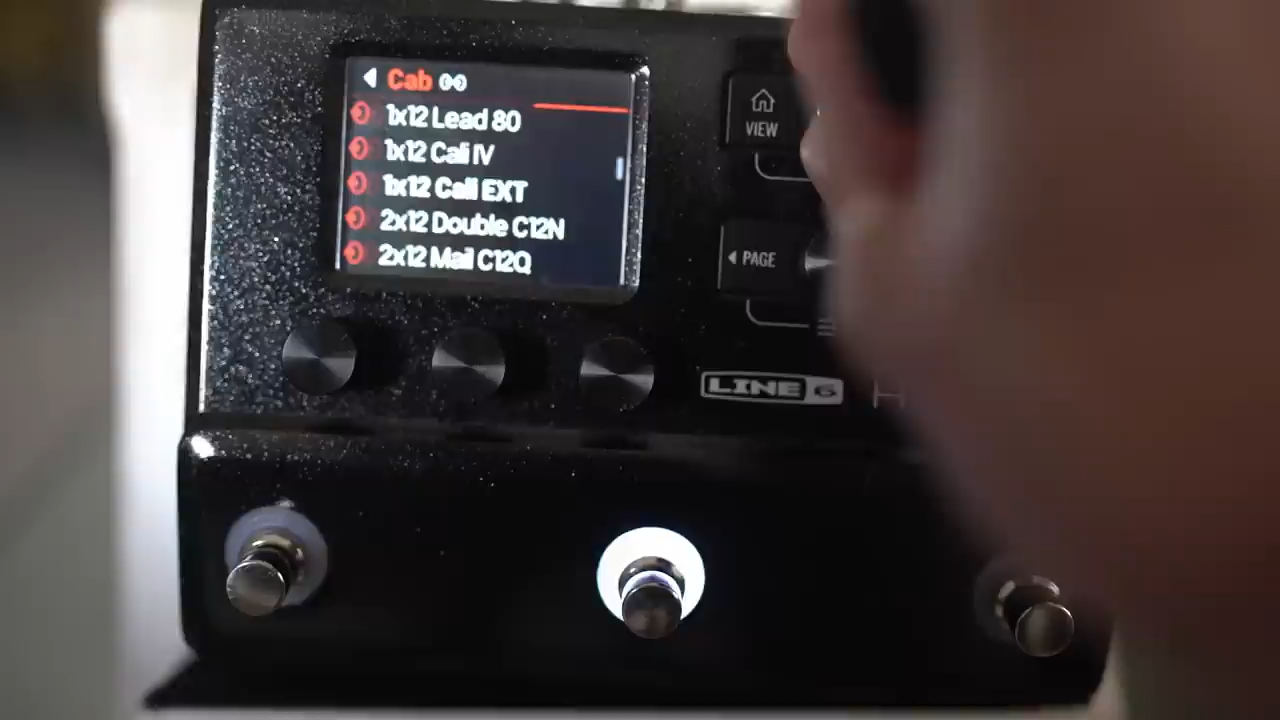 Cab
1x12 Lead 80
1x12 Cali IV
1x12 Cali EXT
2x12 Double C12N
2x12 Mail C12Q
VIEW
PAGE
LINE 6
H